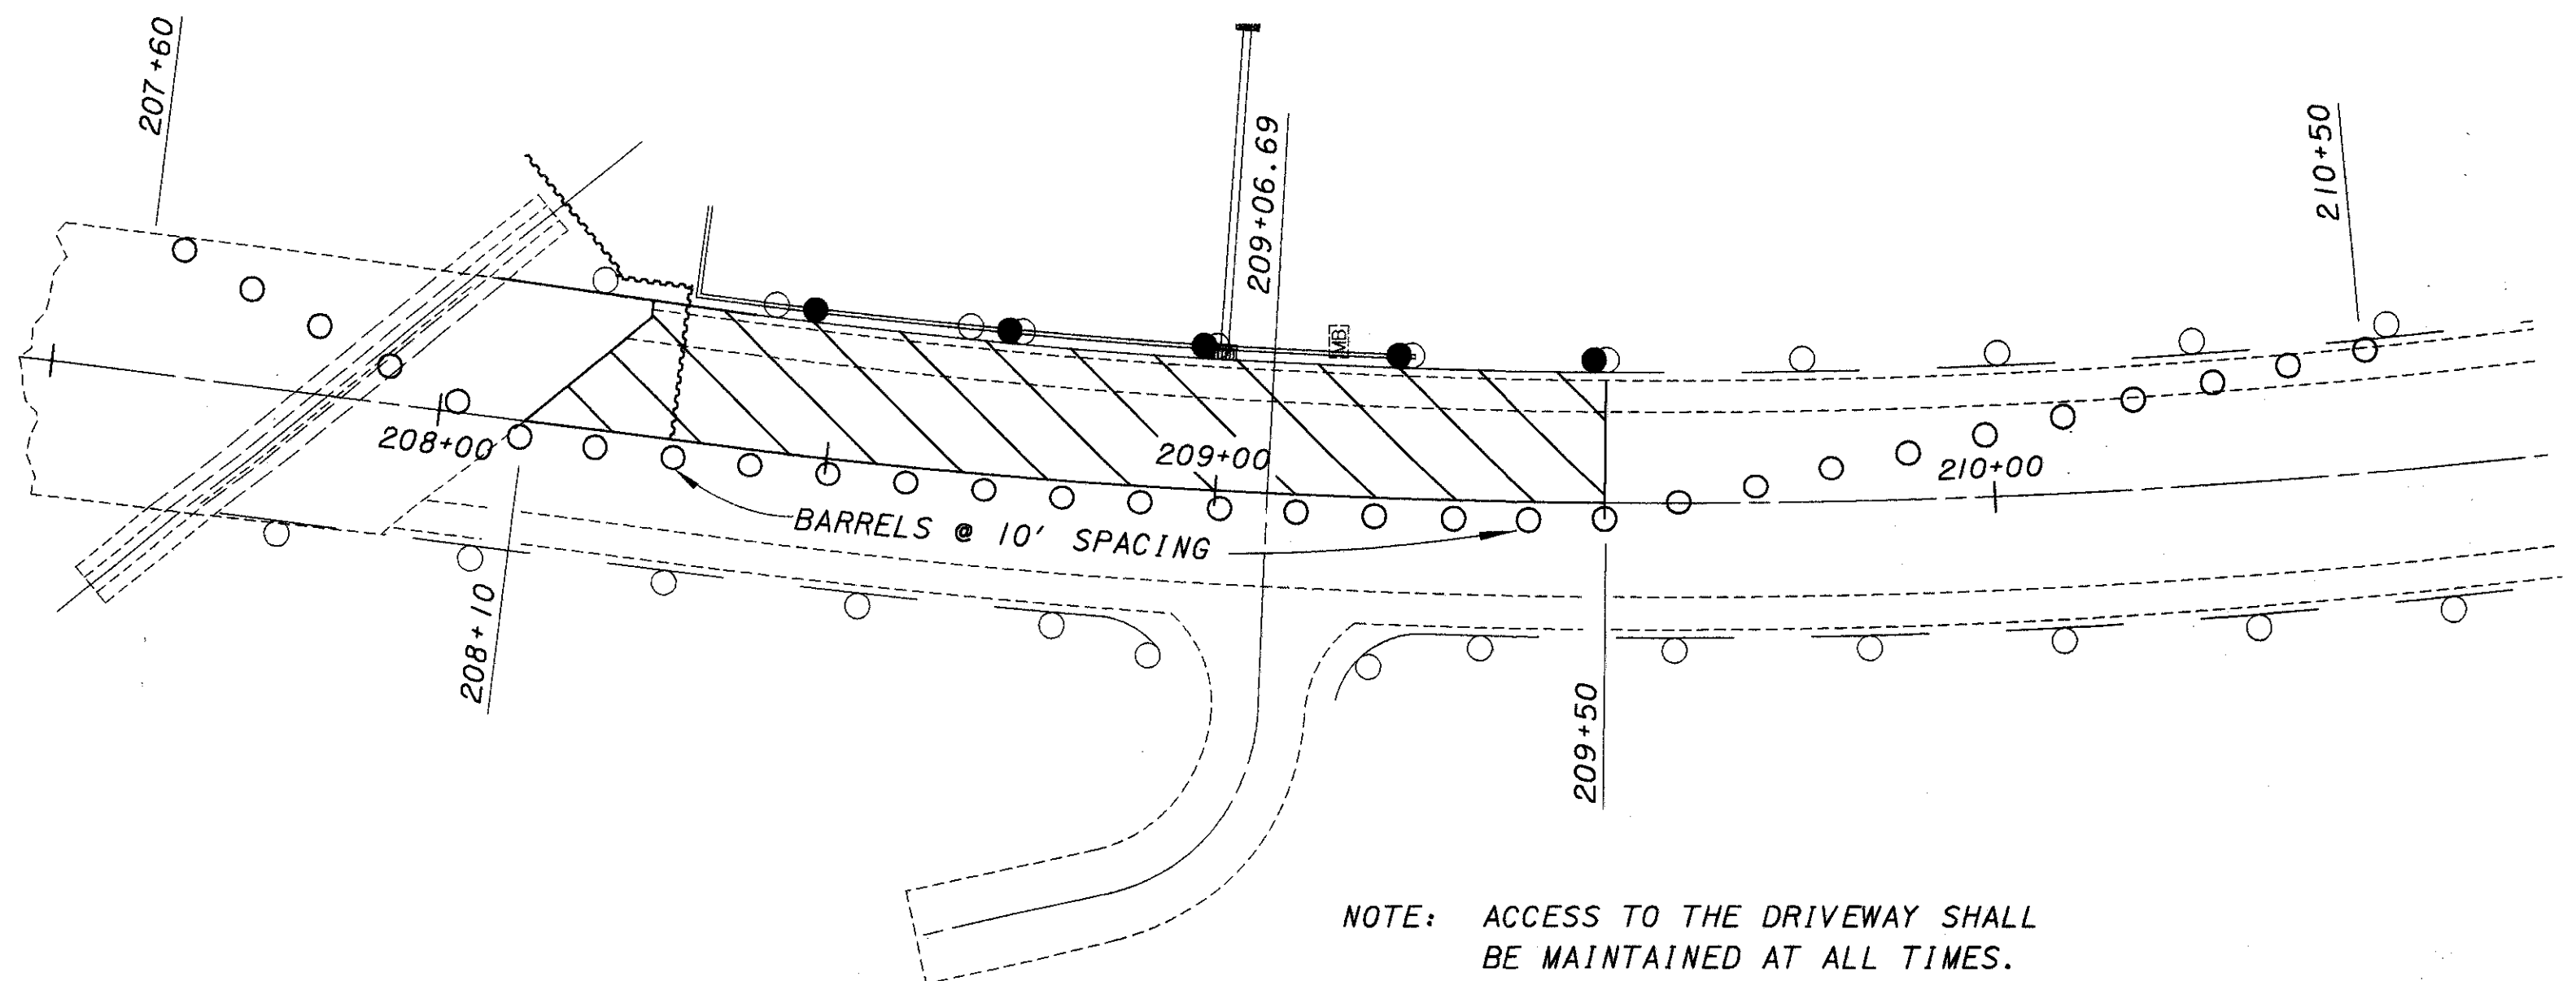 207+60
209+06.69
210+50
MB
208+00
209+00
210+00
BARRELS @ 10' SPACING
208+10
209+50
NOTE: ACCESS TO THE DRIVEWAY SHALL
BE MAINTAINED AT ALL TIMES.